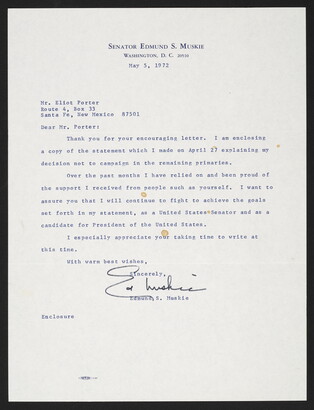 SENATOR EDMUND S. MUSKIE
WASHINGTON, D. C. 20510
May 5, 1972
Mr. Eliot Porter
Route 4, Box 33
Santa Fe, New Mexico 87501
Dear Mr. Porter:
Thank you for your encouraging letter. I am enclosing
a copy of the statement which I made on April 27 explaining my
decision not to campaign in the remaining primaries.
Over the past months I have relied on and been proud of
the support I received from people such as yourself. I want to
assure you that I will continue to fight to achieve the goals
set forth in my statement, as a United States Senator and as a
candidate for President of the United States.
I especially appreciate your taking time to write at
this time.
With warm best wishes,
Sincerely,
Ed Muskie
Edmund S. Muskie
Enclosure